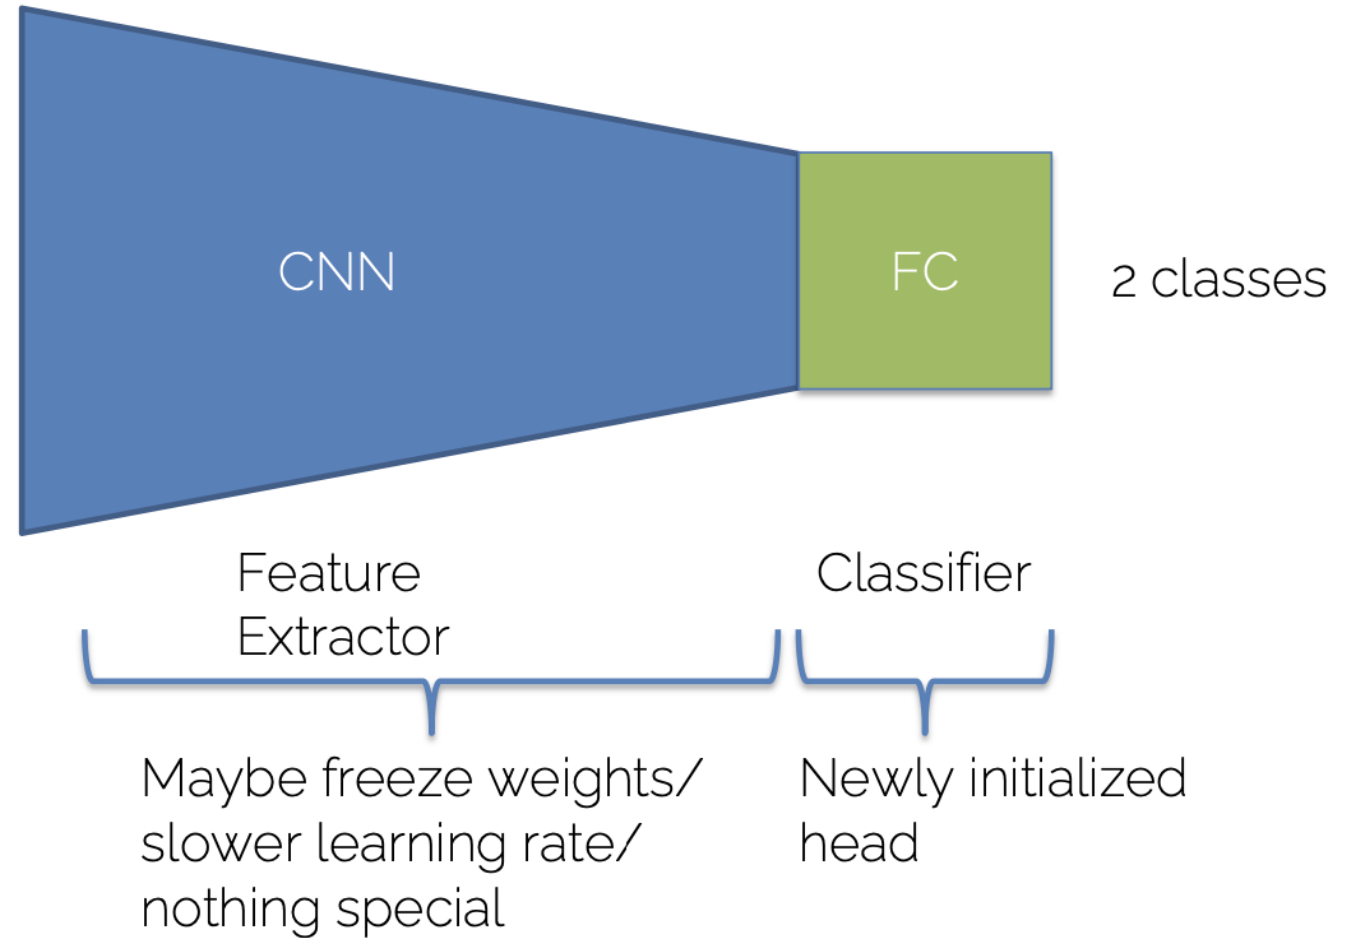 CNN
FC
2 classes
Feature
Extractor
Classifier
Maybe freeze weights/
slower learning rate/
nothing special
Newly initialized
head